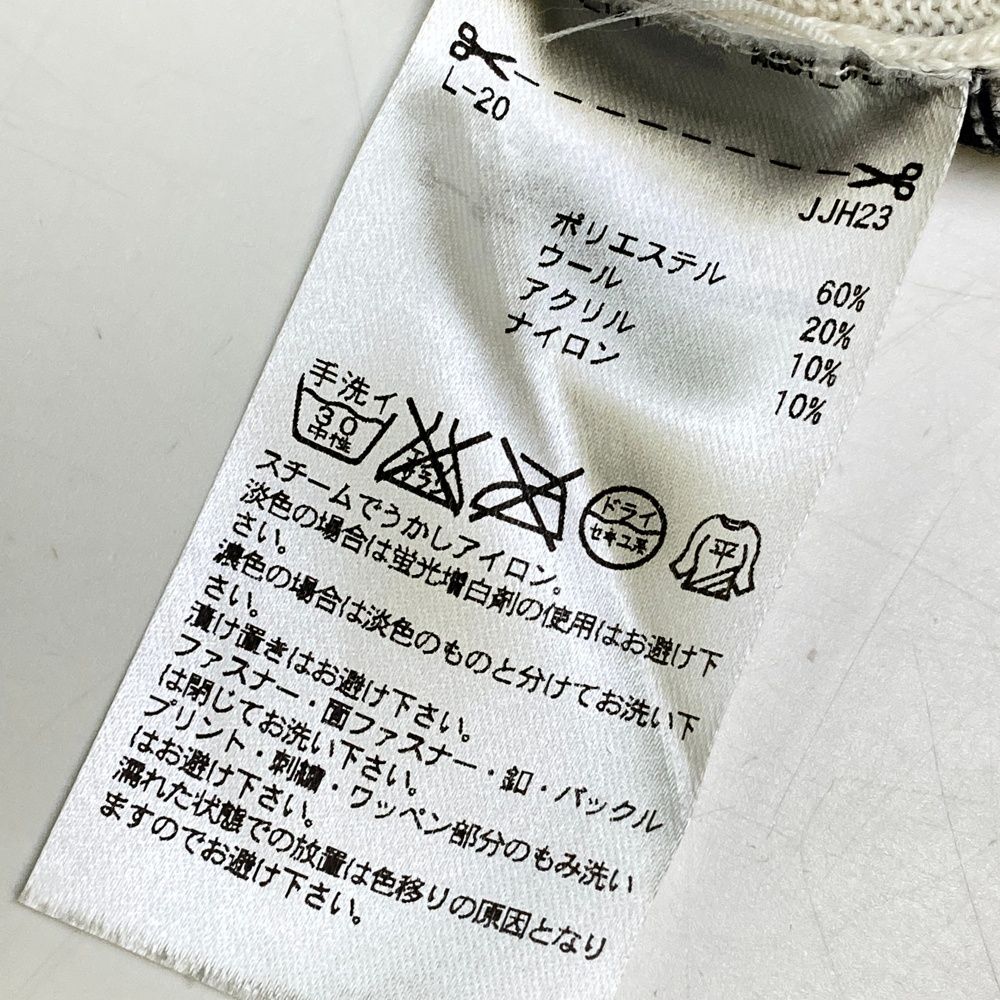 L-20
JJH23
ポリエステル 60%
ウール 20%
アクリル 10%
ナイロン 10%
手洗イ
30
中性
エンソ
サラシ
ドライ
セキユ系
平
スチームでうかしアイロン。
淡色の場合は蛍光増白剤の使用はお避け下
さい。
濃色の場合は淡色のものと分けてお洗い下
さい。
漬け置きはお避け下さい。
ファスナー・面ファスナー・釦・バックル
は閉じてお洗い下さい。
プリント・刺繍・ワッペン部分のもみ洗い
はお避け下さい。
濡れた状態での放置は色移りの原因となり
ますのでお避け下さい。